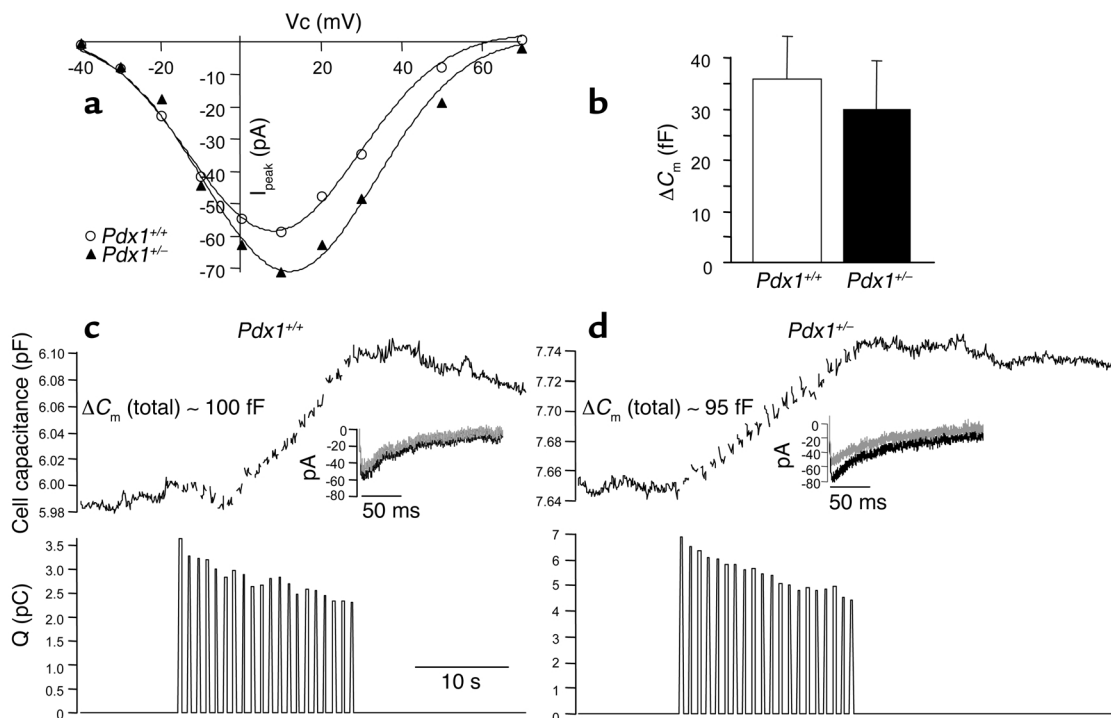 Vc (mV)
-40 -20 20 40 60
a
-10
-20
-30
-40
-50
-60
-70
I_peak (pA)
Pdx1+/+
Pdx1+/–
b
ΔC_m (fF)
40
30
20
10
0
Pdx1+/+ Pdx1+/–
c Pdx1+/+
Cell capacitance (pF)
6.10
6.08
6.06
6.04
6.02
6.00
5.98
ΔC_m (total) ~ 100 fF
pA
0
-20
-40
-60
-80
50 ms
Q (pC)
3.5
3.0
2.5
2.0
1.5
1.0
0.5
0
10 s
d Pdx1+/–
7.74
7.72
7.70
7.68
7.66
7.64
ΔC_m (total) ~ 95 fF
pA
0
-20
-40
-60
-80
50 ms
7
6
5
4
3
2
1
0